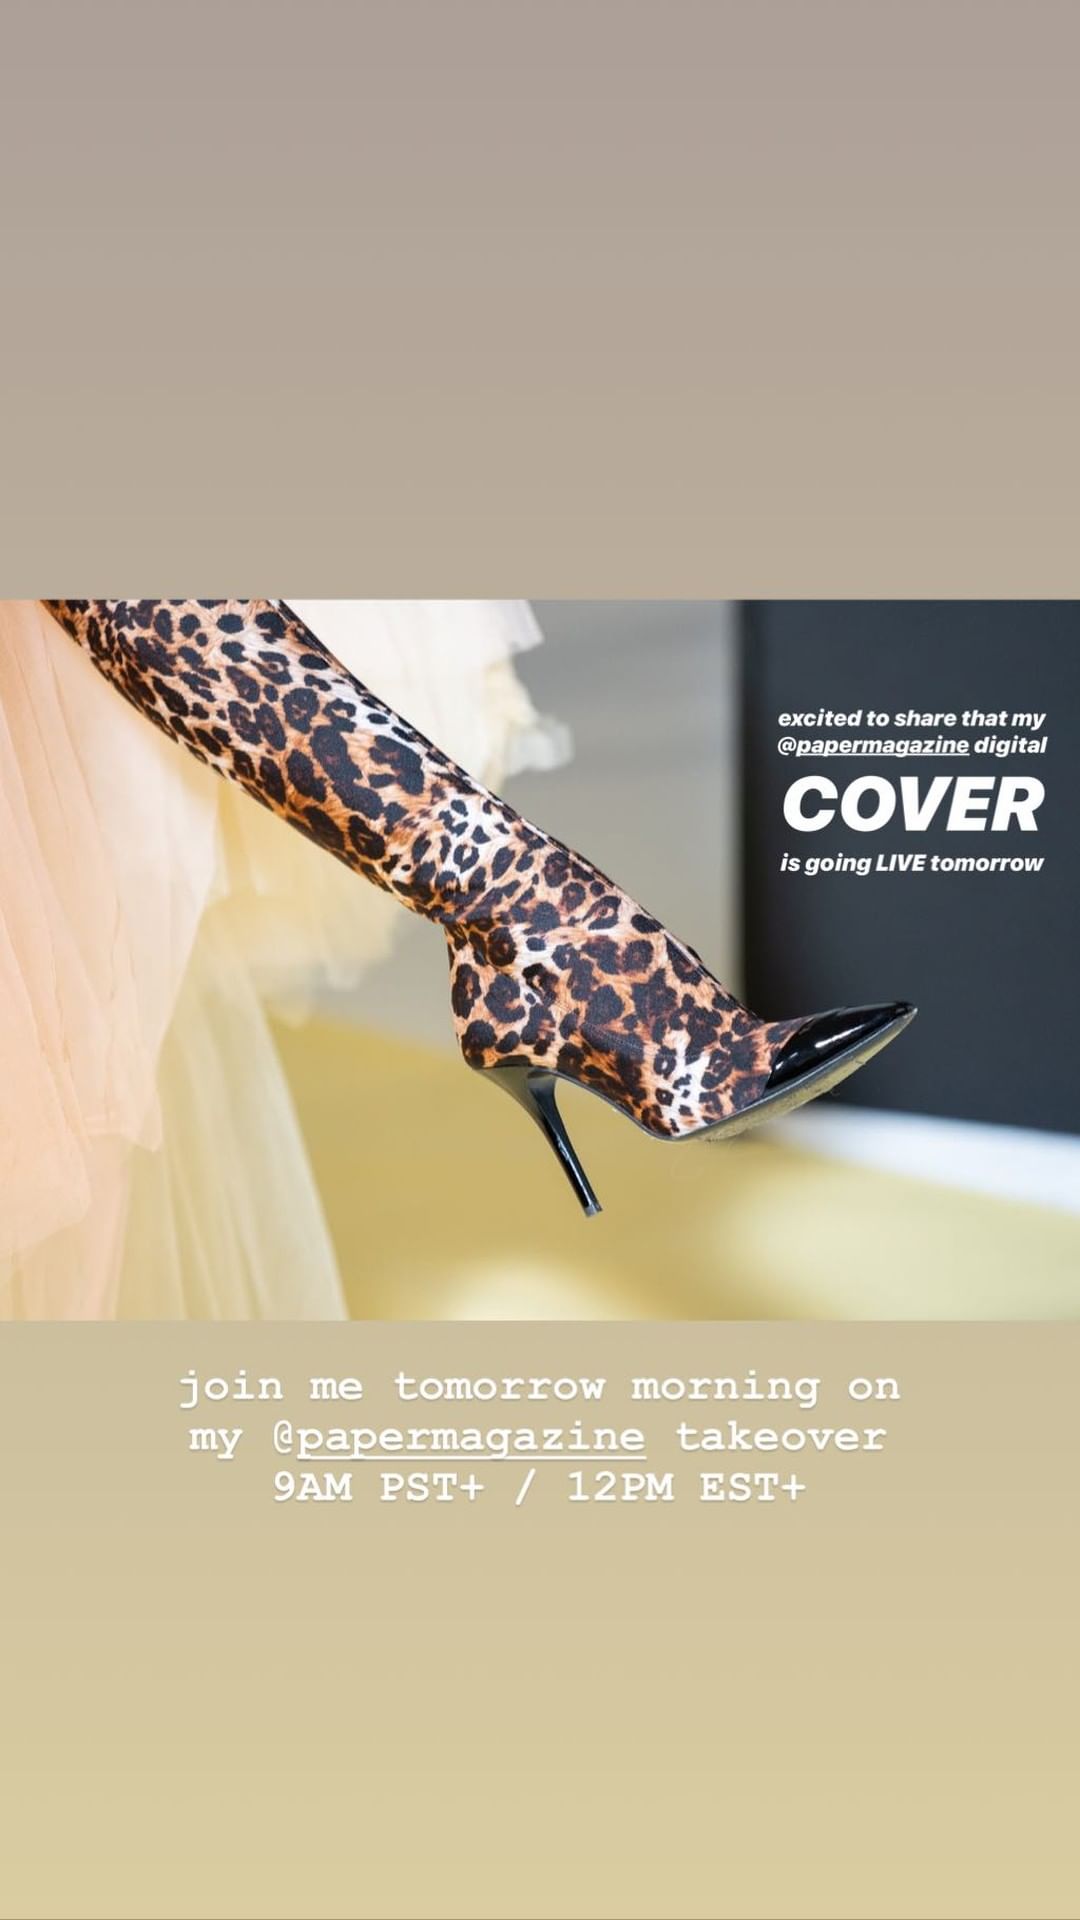 excited to share that my
@papermagazine digital
COVER
is going LIVE tomorrow
join me tomorrow morning on
my @papermagazine takeover
9AM PST+ / 12PM EST+